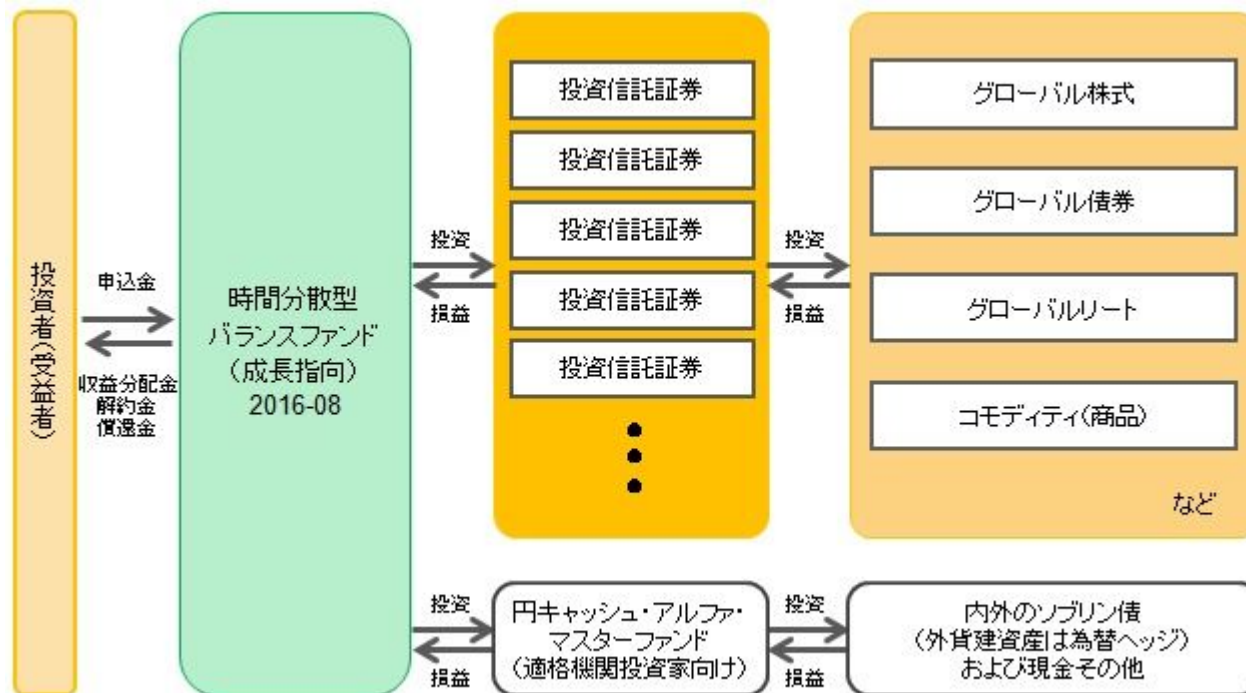 投資者(受益者)
申込金
収益分配金
解約金
償還金
時間分散型
バランスファンド
(成長指向)
2016-08
投資
損益
投資信託証券
投資信託証券
投資信託証券
投資信託証券
投資信託証券
投資
損益
グローバル株式
グローバル債券
グローバルリート
コモディティ(商品)
など
投資
損益
円キャッシュ・アルファ・
マスターファンド
(適格機関投資家向け)
投資
損益
内外のソブリン債
(外貨建資産は為替ヘッジ)
および現金その他